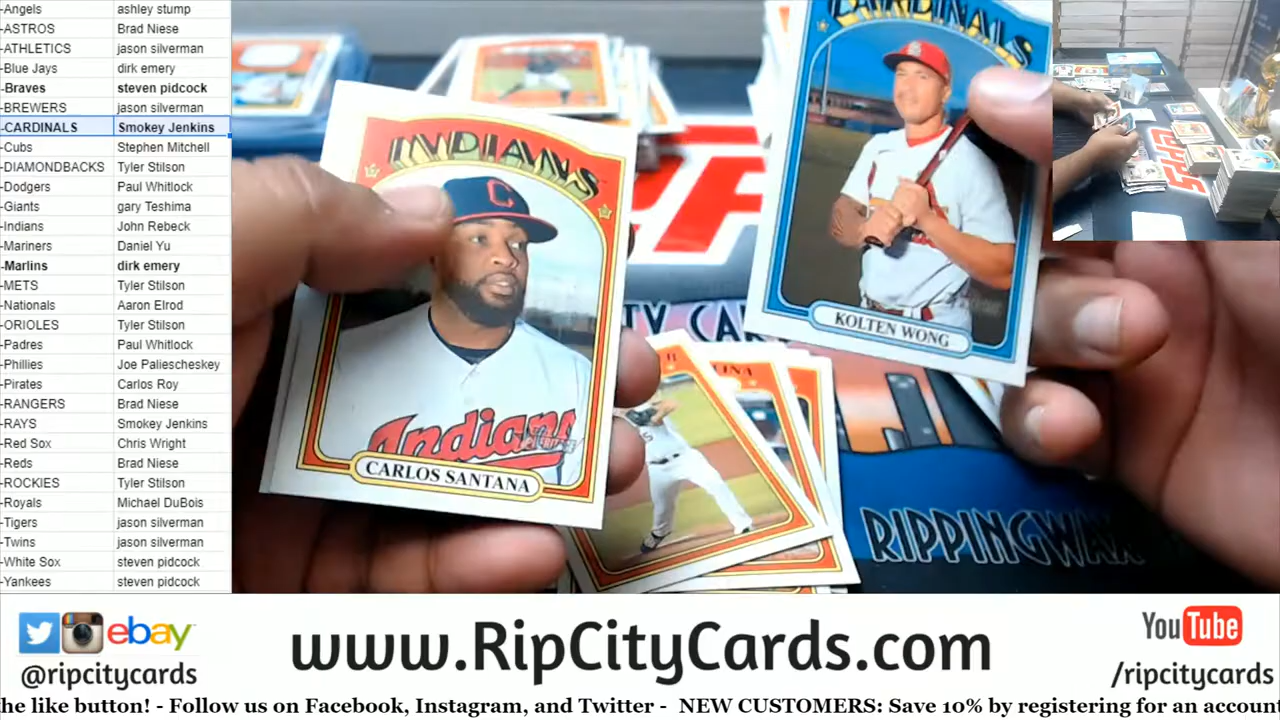 -Angels ashley stump
-ASTROS Brad Niese
-ATHLETICS jason silverman
-Blue Jays dirk emery
-Braves steven pidcock
-BREWERS jason silverman
-CARDINALS Smokey Jenkins
-Cubs Stephen Mitchell
-DIAMONDBACKS Tyler Stilson
-Dodgers Paul Whitlock
-Giants gary Teshima
-Indians John Rebeck
-Mariners Daniel Yu
-Marlins dirk emery
-METS Tyler Stilson
-Nationals Aaron Elrod
-ORIOLES Tyler Stilson
-Padres Paul Whitlock
-Phillies Joe Paliescheskey
-Pirates Carlos Roy
-RANGERS Brad Niese
-RAYS Smokey Jenkins
-Red Sox Chris Wright
-Reds Brad Niese
-ROCKIES Tyler Stilson
-Royals Michael DuBois
-Tigers jason silverman
-Twins jason silverman
-White Sox steven pidcock
-Yankees steven pidcock
INDIANS
C
Indians
CARLOS SANTANA
CARDINALS
KOLTEN WONG
RIPPINGWAX
ebay
@ripcitycards
www.RipCityCards.com
YouTube
/ripcitycards
the like button! - Follow us on Facebook, Instagram, and Twitter - NEW CUSTOMERS: Save 10% by registering for an account